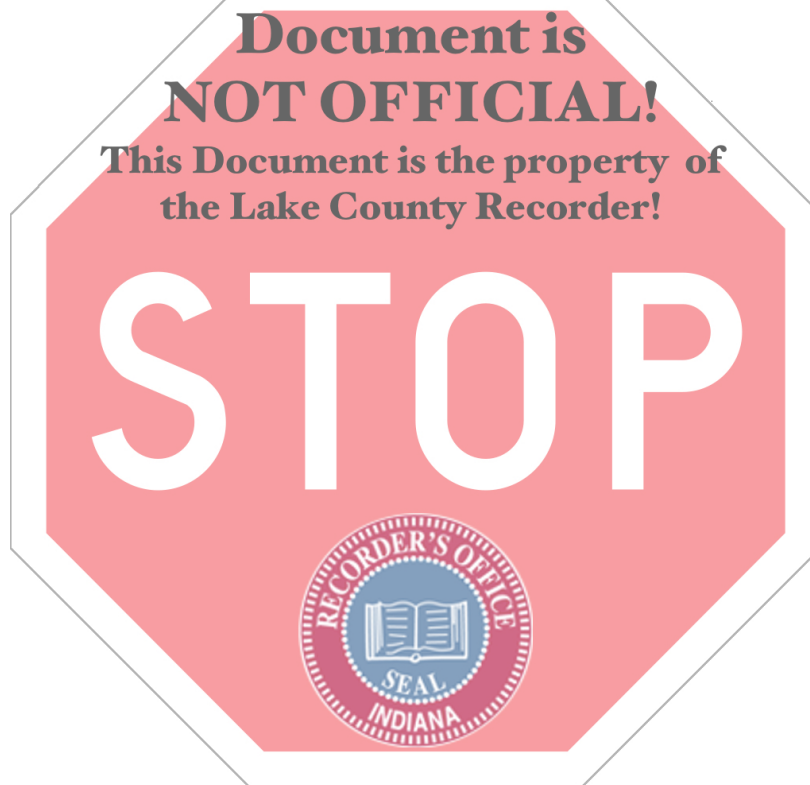 Document is
NOT OFFICIAL!
This Document is the property of
the Lake County Recorder!
STOP
RECORDER'S OFFICE
SEAL
INDIANA